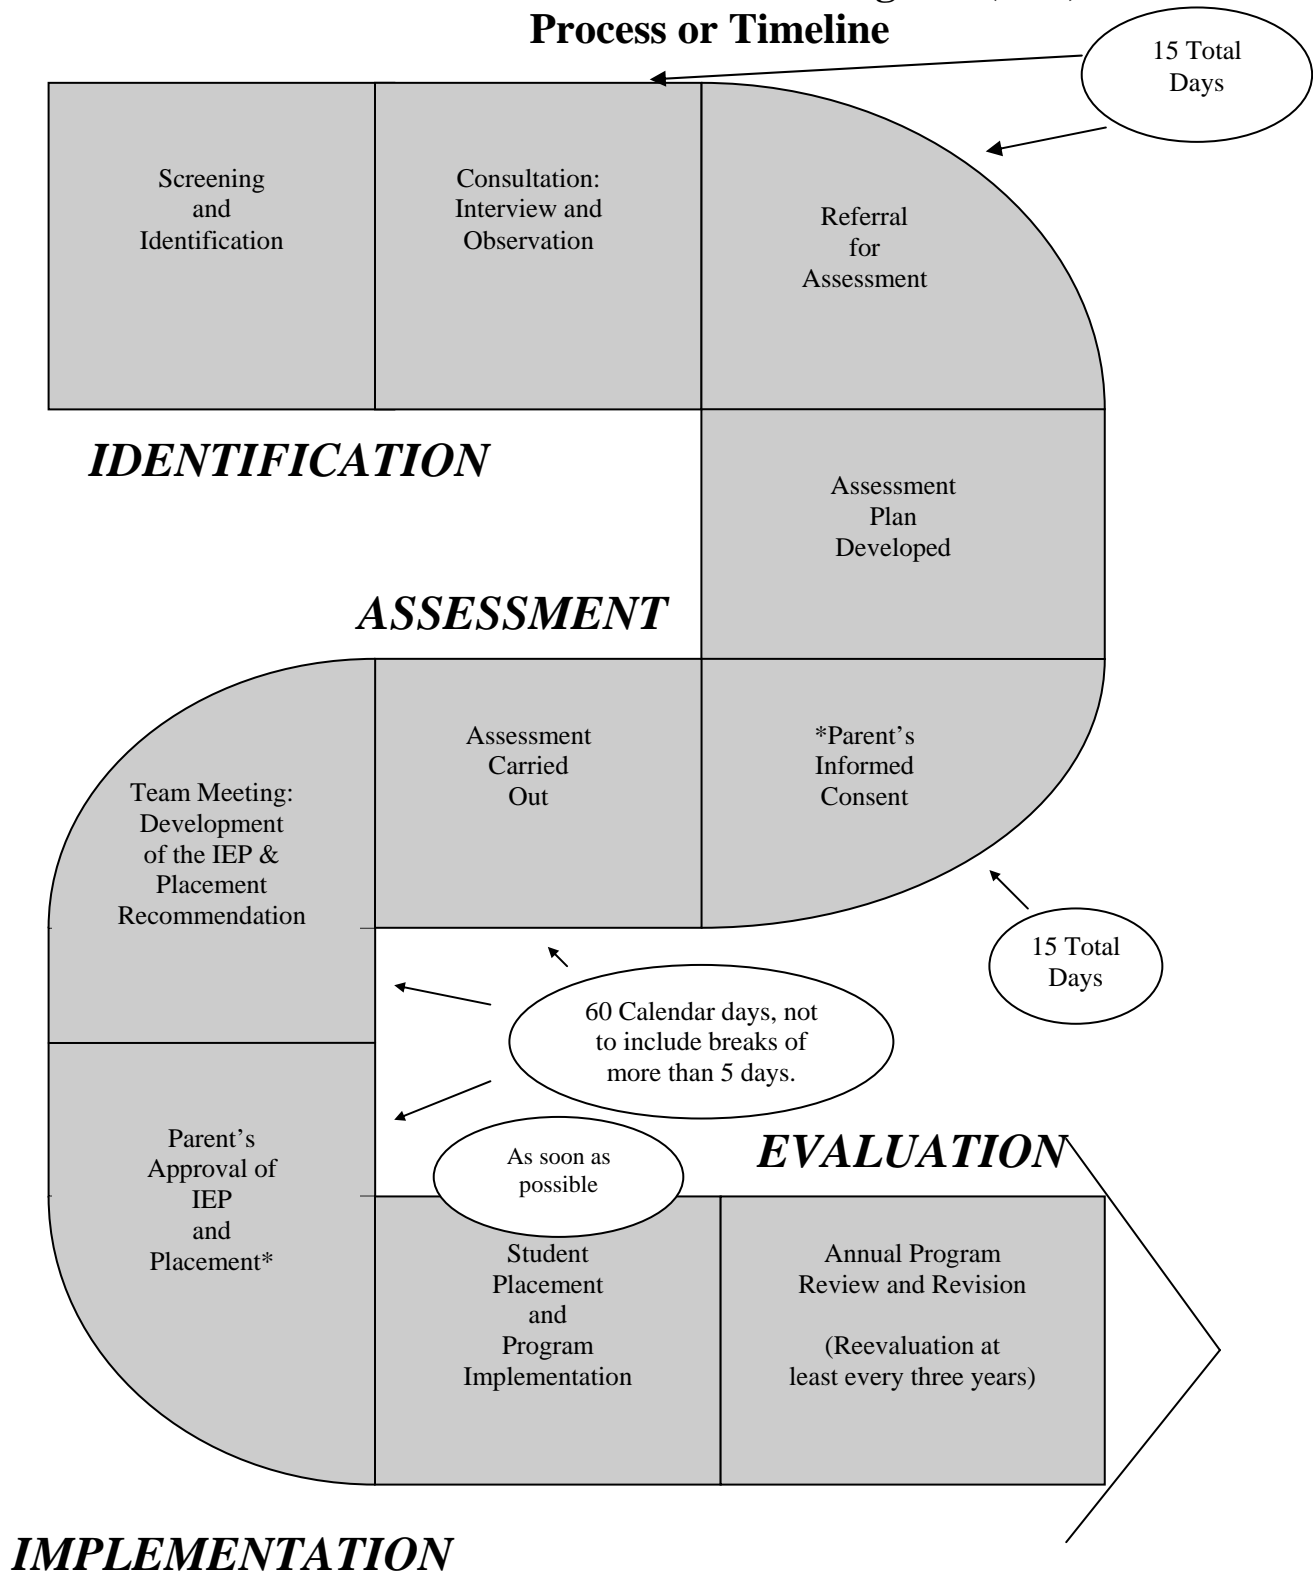 Process or Timeline
15 Total
Days
Screening
and
Identification
Consultation:
Interview and
Observation
Referral
for
Assessment
IDENTIFICATION
Assessment
Plan
Developed
ASSESSMENT
*Parent’s
Informed
Consent
Assessment
Carried
Out
Team Meeting:
Development
of the IEP &
Placement
Recommendation
15 Total
Days
60 Calendar days, not
to include breaks of
more than 5 days.
Parent’s
Approval of
IEP
and
Placement*
As soon as
possible
EVALUATION
Student
Placement
and
Program
Implementation
Annual Program
Review and Revision
(Reevaluation at
least every three years)
IMPLEMENTATION